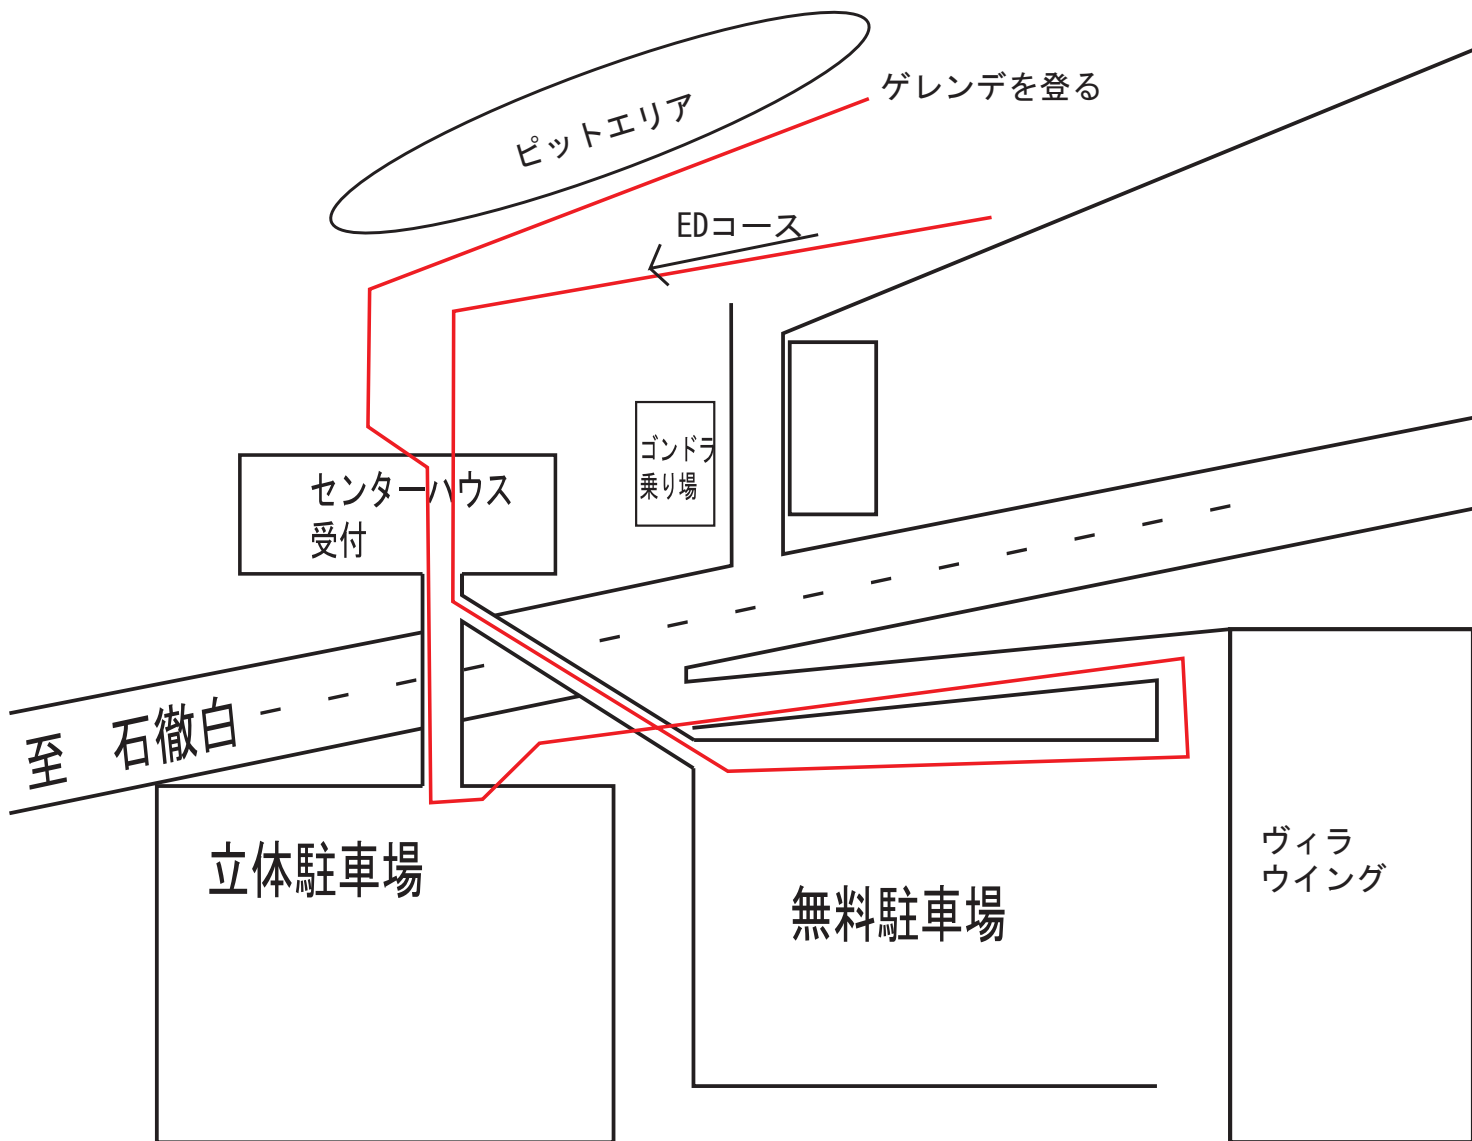 ゲレンデを登る
ピットエリア
EDコース
ゴンドラ
乗り場
センターハウス
受付
至　石徹白
立体駐車場
無料駐車場
ヴィラ
ウイング